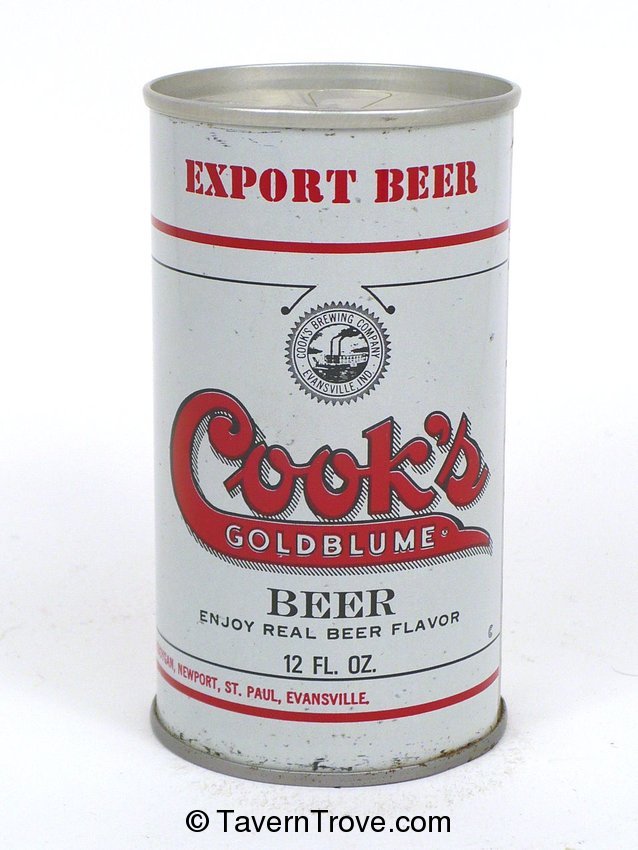 EXPORT BEER
COOK'S BREWING COMPANY
EVANSVILLE, IND.
Cook's
GOLDBLUME
BEER
ENJOY REAL BEER FLAVOR
12 FL. OZ.
NEWPORT, ST. PAUL, EVANSVILLE.
© TavernTrove.com